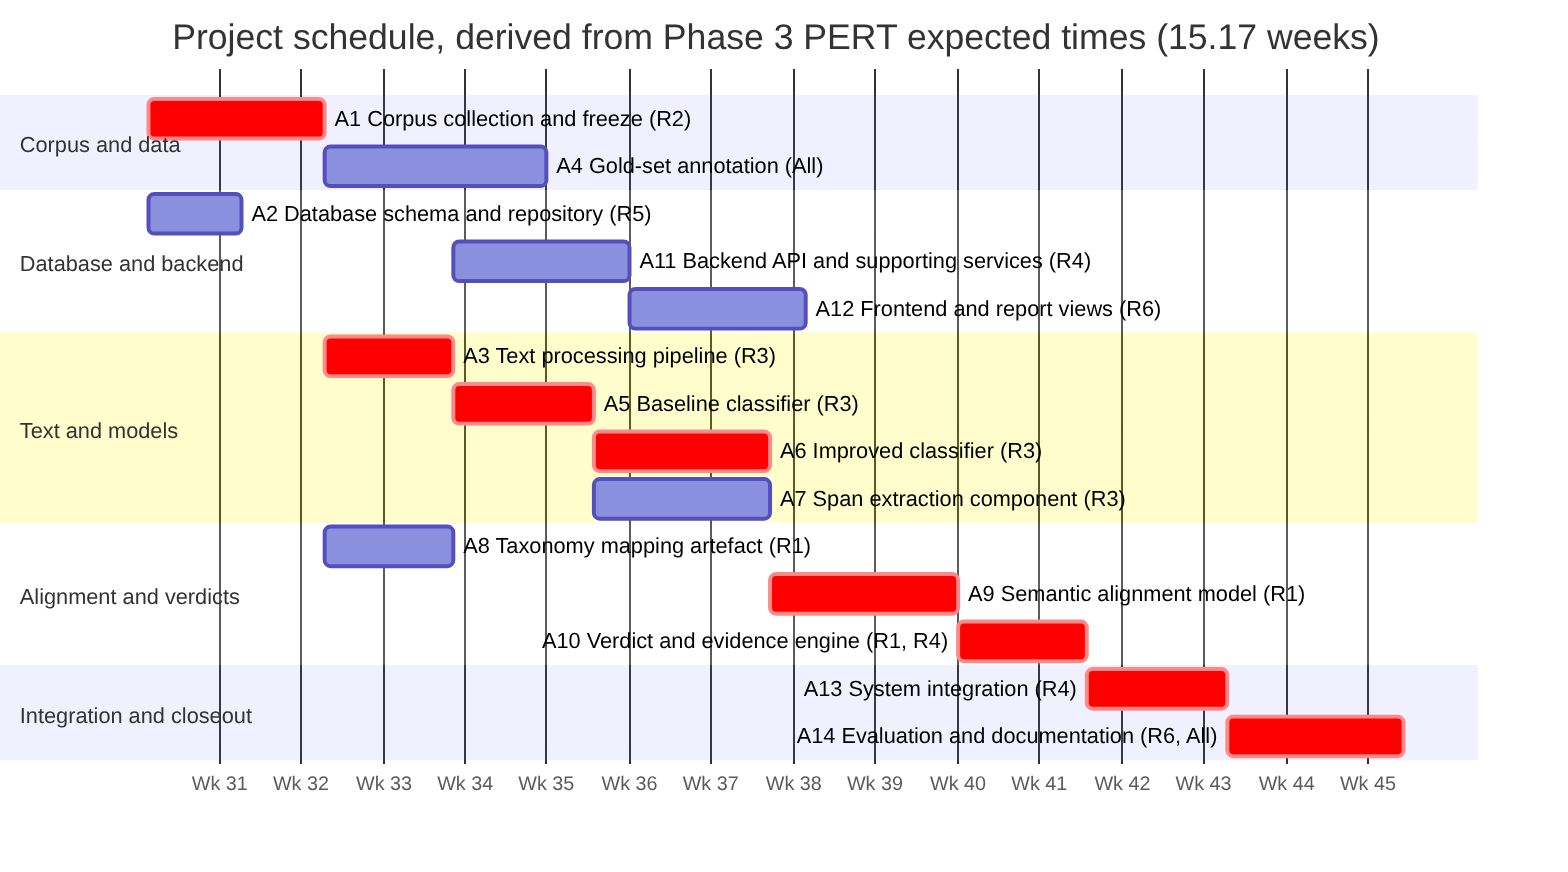 Project schedule, derived from Phase 3 PERT expected times (15.17 weeks)
Corpus and data
A1 Corpus collection and freeze (R2)
A4 Gold-set annotation (All)
Database and backend
A2 Database schema and repository (R5)
A11 Backend API and supporting services (R4)
A12 Frontend and report views (R6)
Text and models
A3 Text processing pipeline (R3)
A5 Baseline classifier (R3)
A6 Improved classifier (R3)
A7 Span extraction component (R3)
Alignment and verdicts
A8 Taxonomy mapping artefact (R1)
A9 Semantic alignment model (R1)
A10 Verdict and evidence engine (R1, R4)
Integration and closeout
A13 System integration (R4)
A14 Evaluation and documentation (R6, All)
Wk 31 Wk 32 Wk 33 Wk 34 Wk 35 Wk 36 Wk 37 Wk 38 Wk 39 Wk 40 Wk 41 Wk 42 Wk 43 Wk 44 Wk 45